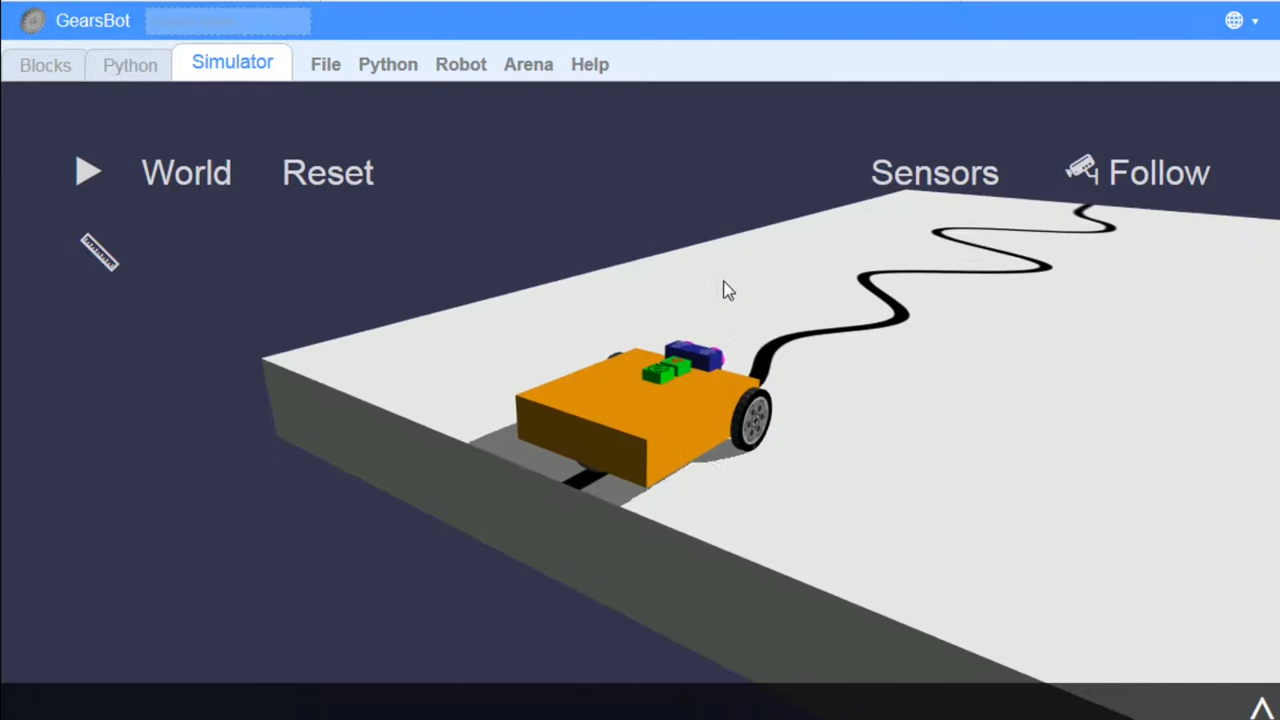 GearsBot
Blocks Python Simulator File Python Robot Arena Help
World Reset Sensors Follow